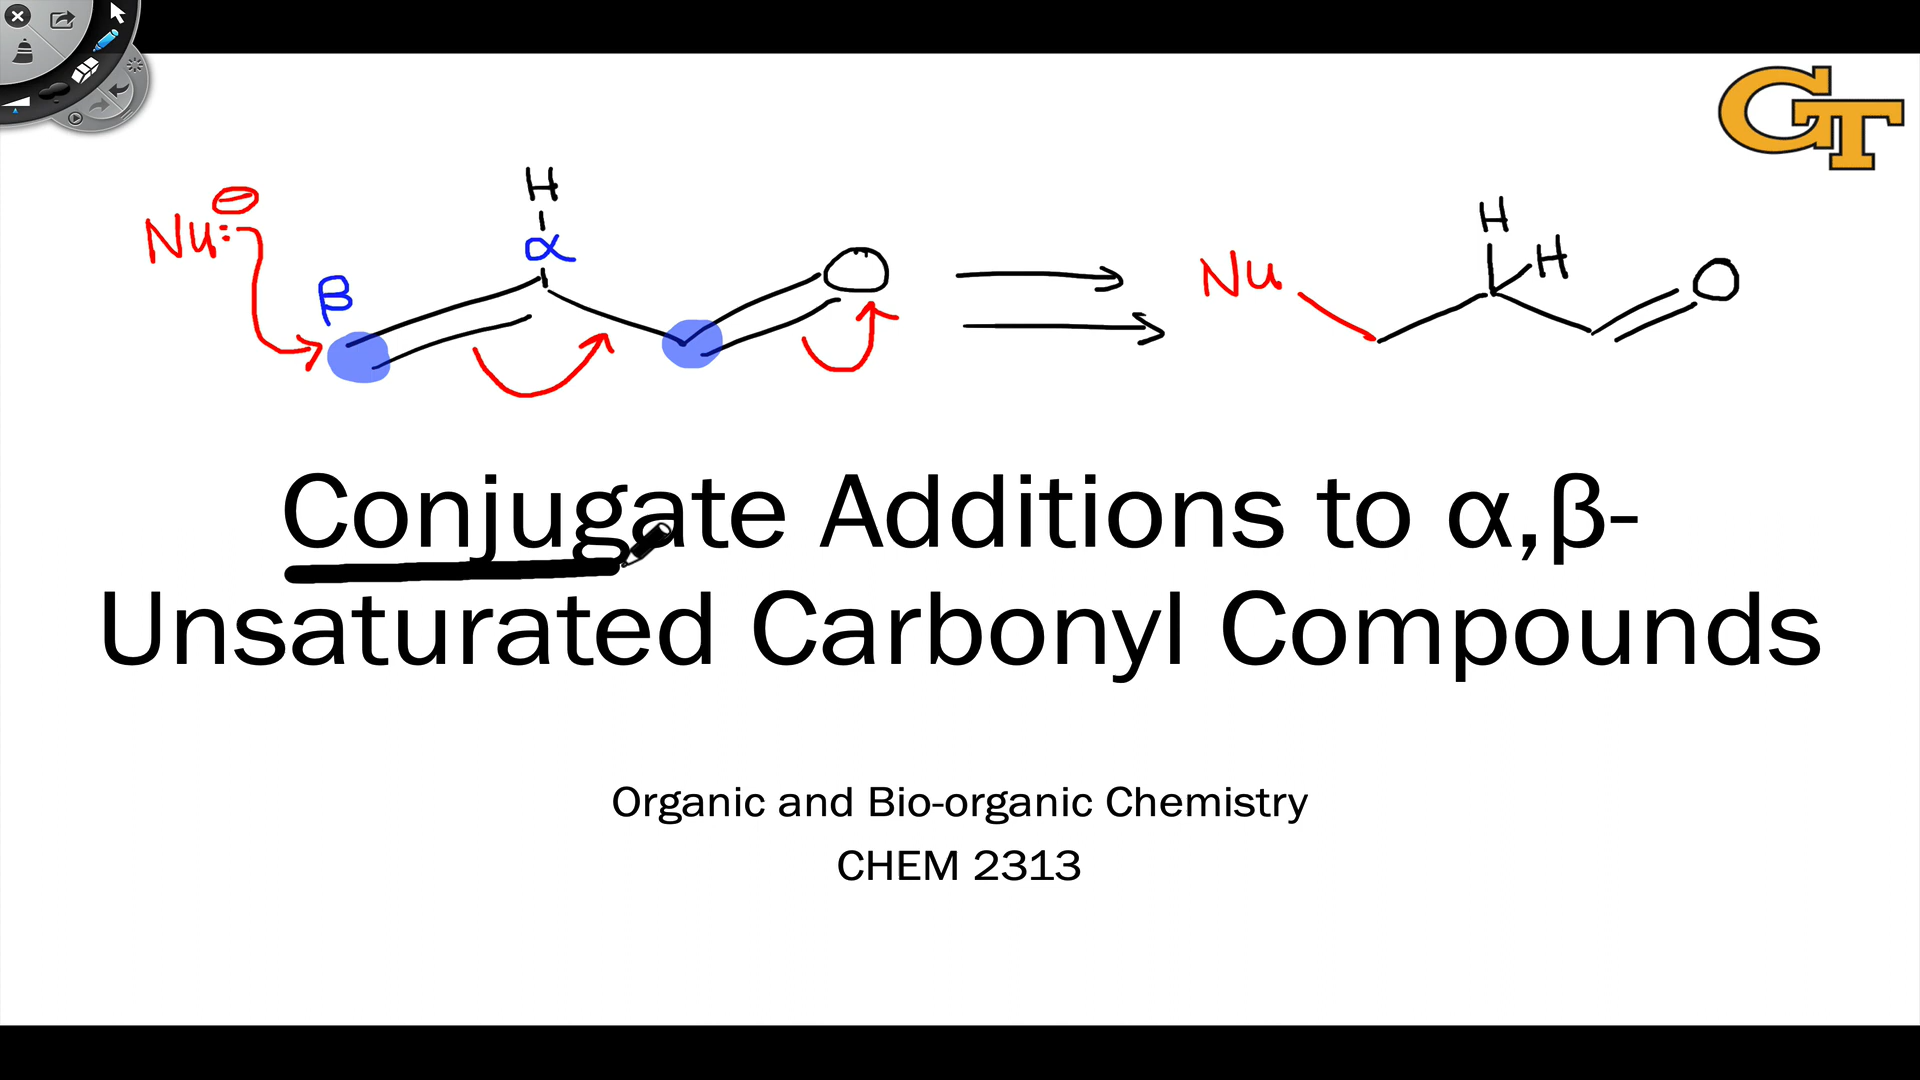 GT
H
Nu:⊖
α
β
O
H
H
Nu
O
Conjugate Additions to α,β-
Unsaturated Carbonyl Compounds
Organic and Bio-organic Chemistry
CHEM 2313